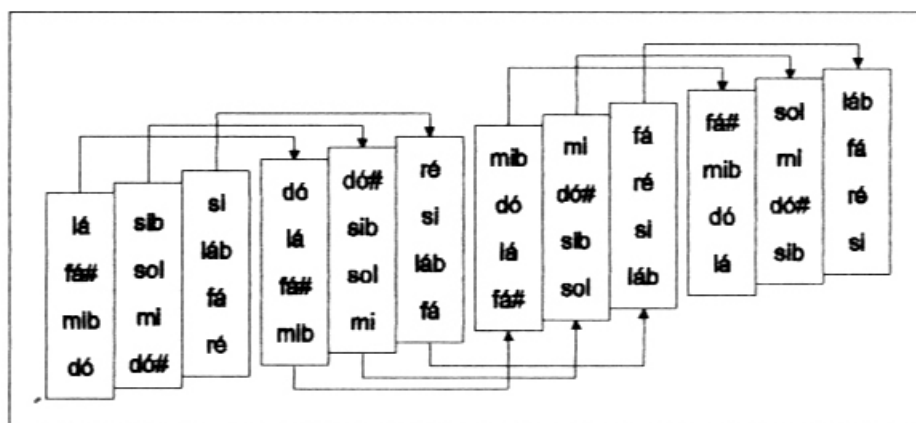 lá
fá#
mib
dó
sib
sol
mi
dó#
si
láb
fá
ré
dó
lá
fá#
mib
dó#
sib
sol
mi
ré
si
láb
fá
mib
dó
lá
fá#
mi
dó#
sib
sol
fá
ré
si
láb
fá#
mib
dó
lá
sol
mi
dó#
sib
láb
fá
ré
si